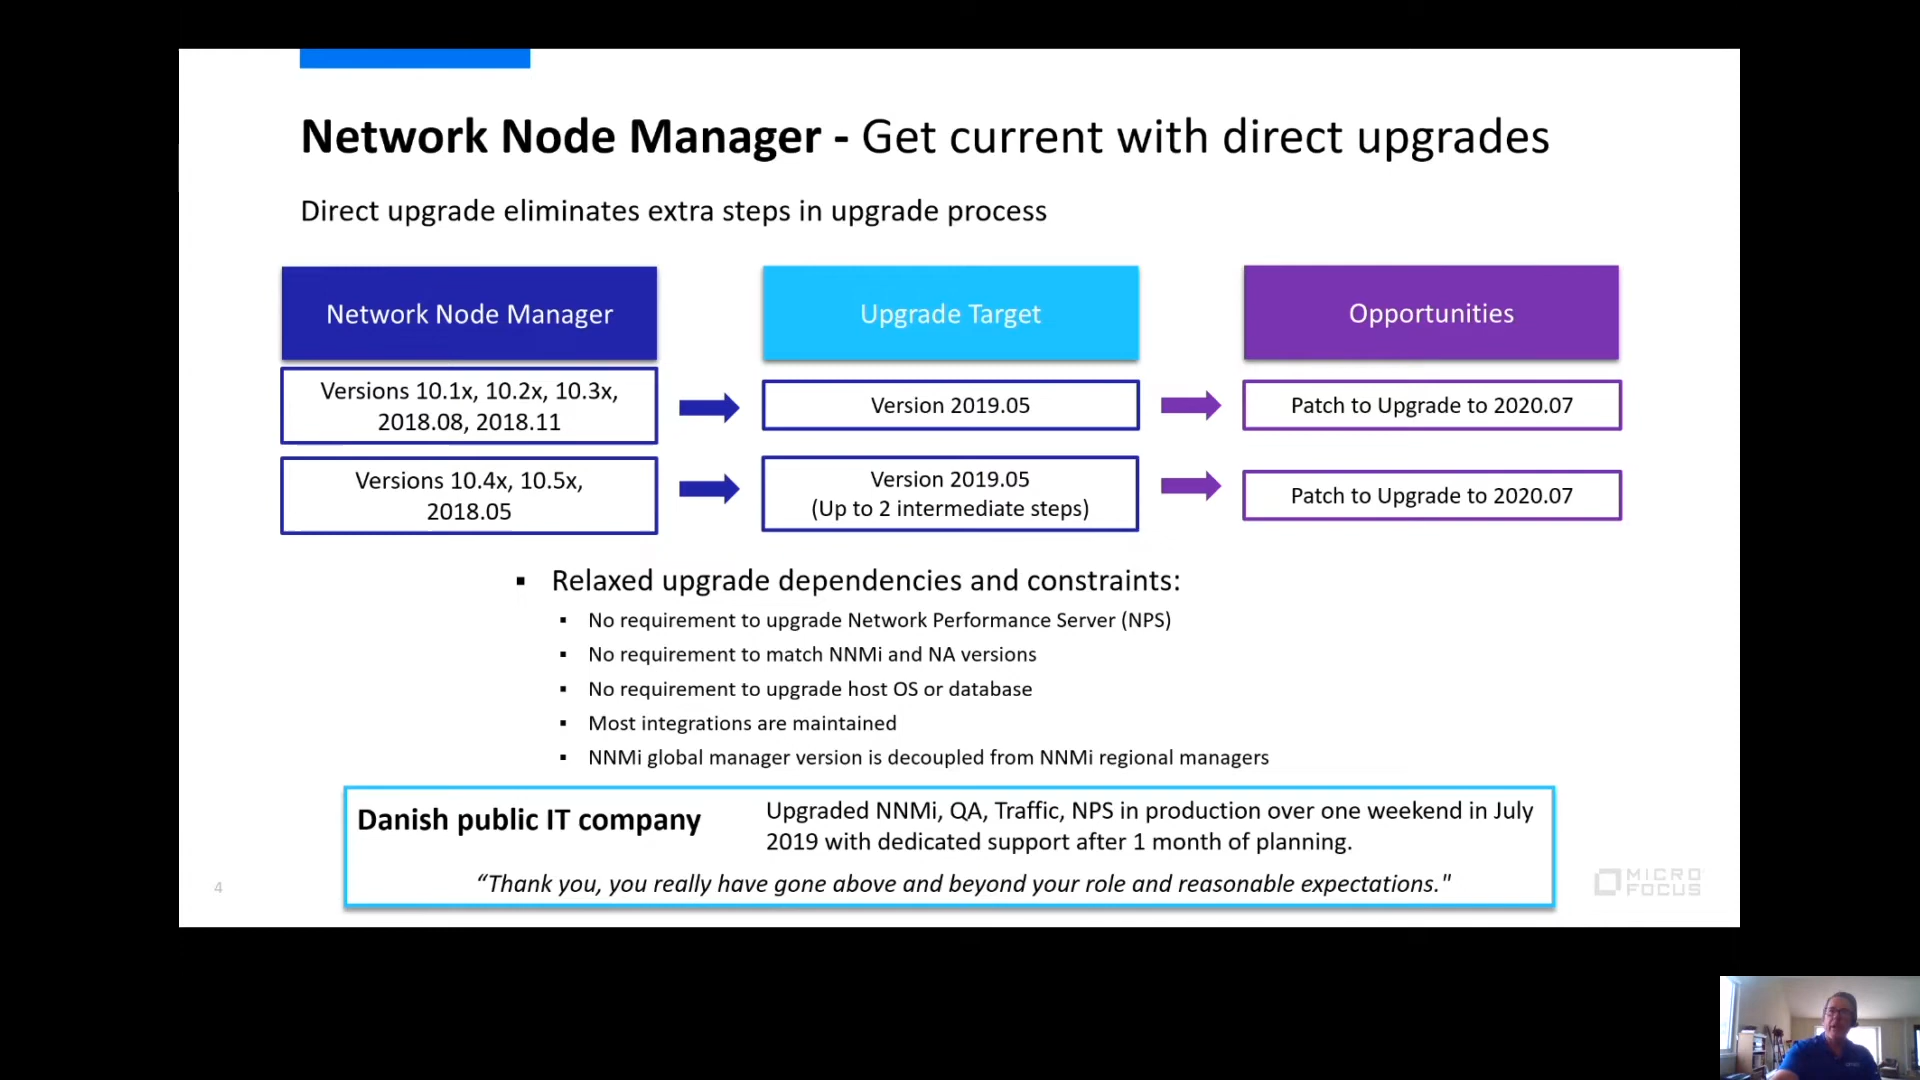 Network Node Manager - Get current with direct upgrades
Direct upgrade eliminates extra steps in upgrade process
Network Node Manager
Upgrade Target
Opportunities
Versions 10.1x, 10.2x, 10.3x,
2018.08, 2018.11
Version 2019.05
Patch to Upgrade to 2020.07
Versions 10.4x, 10.5x,
2018.05
Version 2019.05
(Up to 2 intermediate steps)
Patch to Upgrade to 2020.07
▪ Relaxed upgrade dependencies and constraints:
▪ No requirement to upgrade Network Performance Server (NPS)
▪ No requirement to match NNMi and NA versions
▪ No requirement to upgrade host OS or database
▪ Most integrations are maintained
▪ NNMi global manager version is decoupled from NNMi regional managers
Danish public IT company
Upgraded NNMi, QA, Traffic, NPS in production over one weekend in July
2019 with dedicated support after 1 month of planning.
“Thank you, you really have gone above and beyond your role and reasonable expectations."
4
MICRO
FOCUS